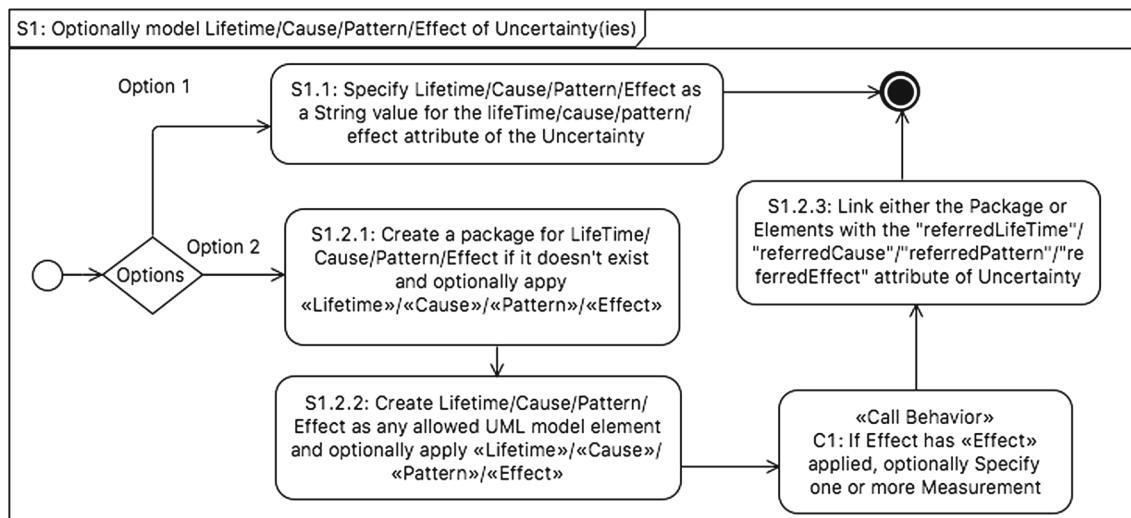 S1: Optionally model Lifetime/Cause/Pattern/Effect of Uncertainty(ies)
Option 1
S1.1: Specify Lifetime/Cause/Pattern/Effect as
a String value for the lifeTime/cause/pattern/
effect attribute of the Uncertainty
Options
Option 2
S1.2.1: Create a package for LifeTime/
Cause/Pattern/Effect if it doesn't exist
and optionally appy
«Lifetime»/«Cause»/«Pattern»/«Effect»
S1.2.3: Link either the Package or
Elements with the "referredLifeTime"/
"referredCause"/"referredPattern"/"re
ferredEffect" attribute of Uncertainty
S1.2.2: Create Lifetime/Cause/Pattern/
Effect as any allowed UML model element
and optionally apply «Lifetime»/«Cause»/
«Pattern»/«Effect»
«Call Behavior»
C1: If Effect has «Effect»
applied, optionally Specify
one or more Measurement